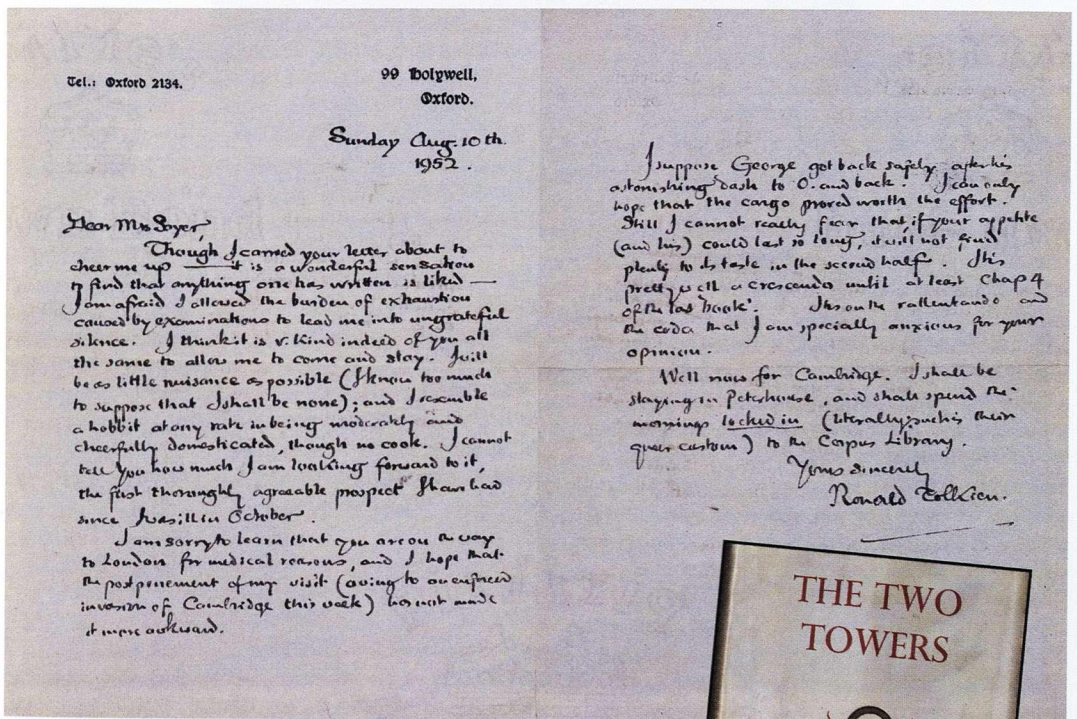 Tel.: Oxford 2134.
99 Holywell,
Oxford.
Sunday Aug. 10th.
1952.
Dear Mrs Sayer,
Though I carried your letter about to
cheer me up — it is a wonderful sensation
to find that anything one has written is liked —
I am afraid I allowed the burden of exhaustion
caused by examinations to lead me into ungrateful
silence. I think it is v. kind indeed of you all
the same to allow me to come and stay. I will
be as little nuisance as possible (I know too much
to suppose that I shall be none); and I resemble
a hobbit at any rate in being moderately and
cheerfully domesticated, though no cook. I cannot
tell you how much I am looking forward to it,
the first thoroughly agreeable prospect I have had
since I was ill in October.
I am sorry to learn that you are on the way
to London for medical reasons, and I hope that
the postponement of my visit (owing to an enforced
invasion of Cambridge this week) has not made
it more awkward.
I suppose George got back safely after his
astonishing dash to O. and back. I can only
hope that the cargo proved worth the effort.
Still I cannot really fear that, if your appetite
(and his) could last so long, it will not find
plenty to its taste in the second half. It is
pretty well a crescendo until at least Chap 4
of the last 'book'. It is on the rallentando and
the coda that I am specially anxious for your
opinion.
Well now for Cambridge. I shall be
staying in Peterhouse, and shall spend the
mornings locked in (literally: such is their
queer custom) to the Corpus Library.
Yours sincerely
Ronald Tolkien.
THE TWO
TOWERS